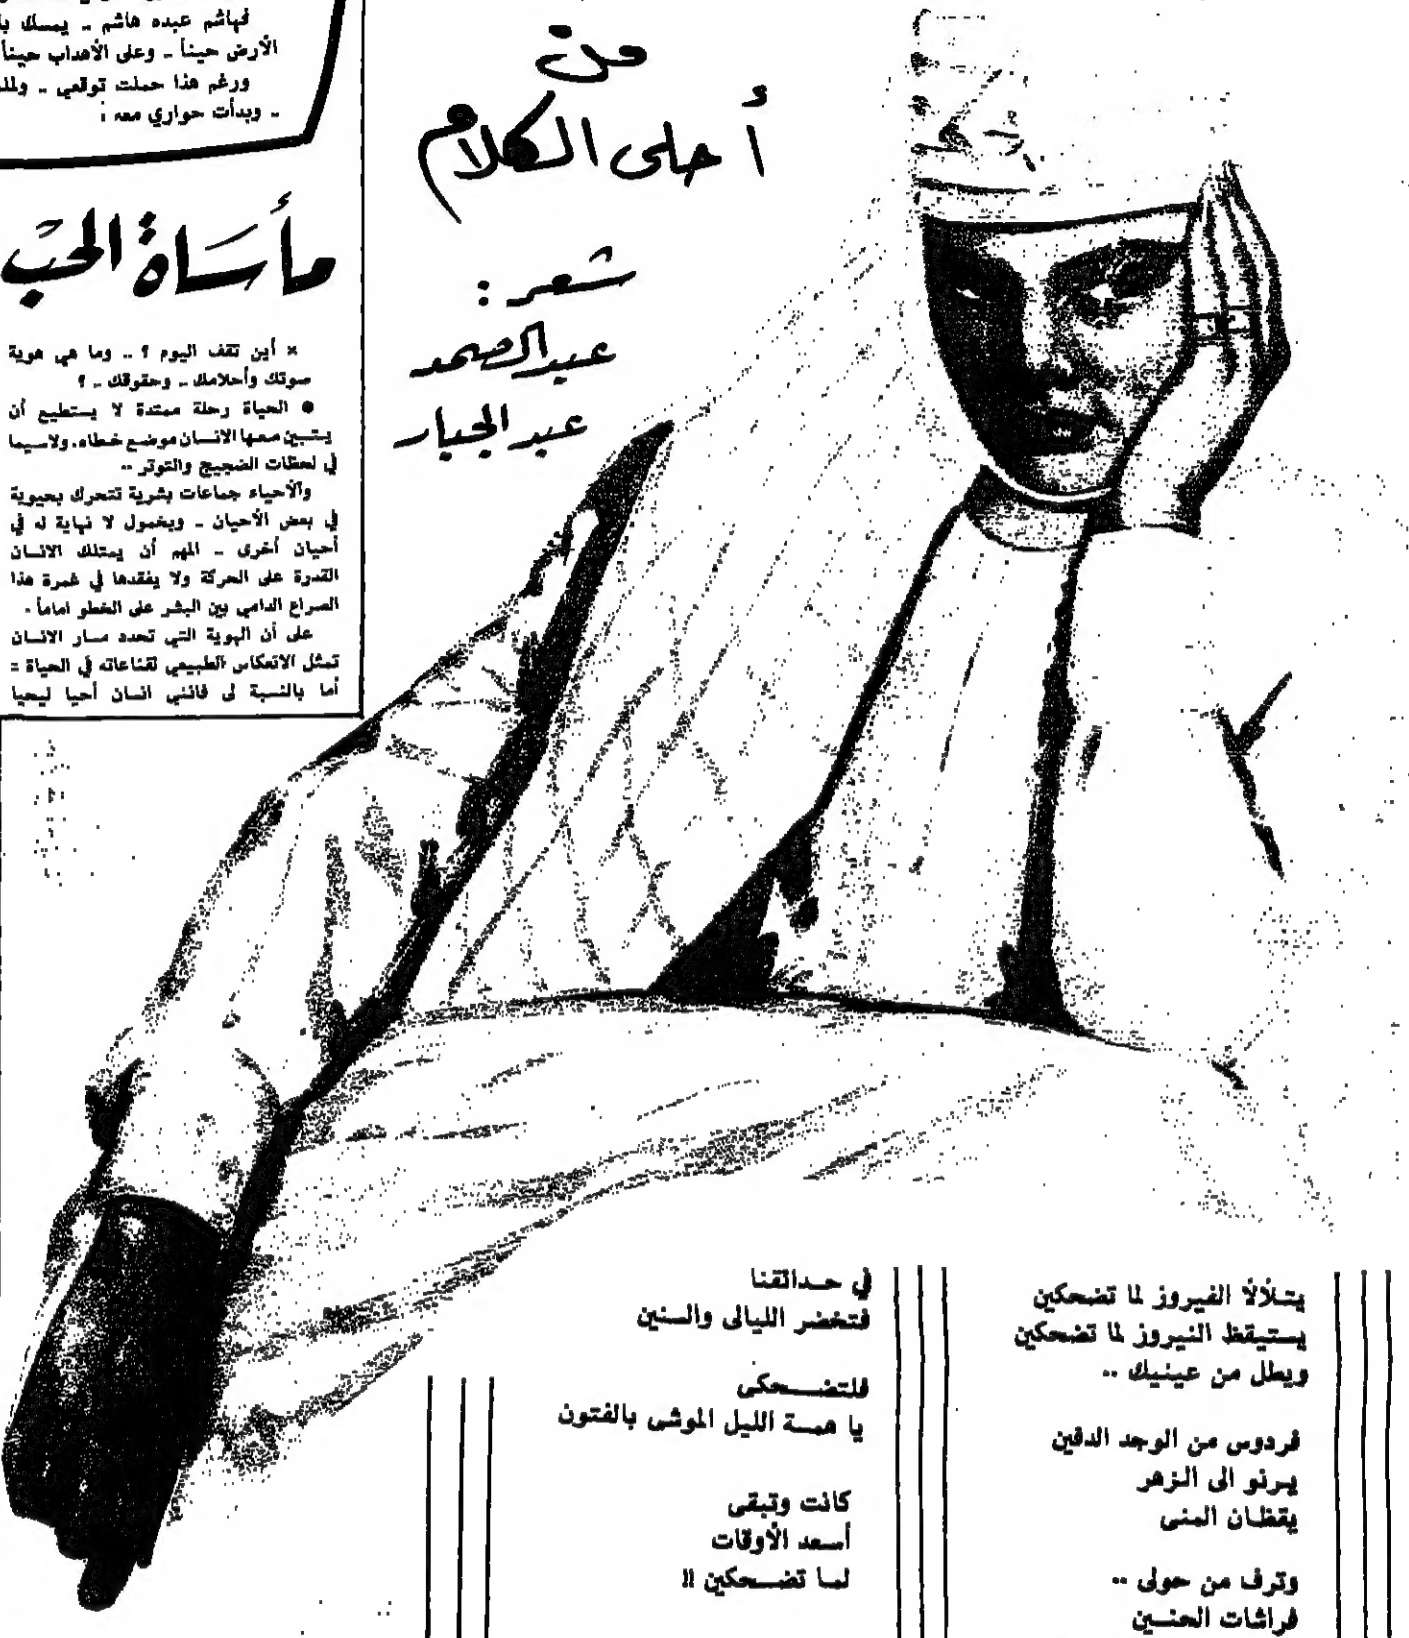 من
أحلى الكلام
شعر :
عبد الصمد
عبد الجبار
يتلألأ الفيروز لما تضحكين
يستيقظ النيروز لما تضحكين
ويطل من عينيك ..
فردوس من الوجد الدفين
يرنو الى الزهر
يقظان المنى
وترف من حولى ..
فراشات الحنين
في حدائقنا
فتخضر الليالى والسنين
فلتضحكى
يا همسة الليل الموشى بالفتون
كانت وتبقى
أسعد الأوقات
لما تضحكين !!
فهاشم عبده هاشم .. يمسك
الأرض حيناً .. وعلى الأهداب حيناً
ورغم هذا حملت توقعي ..
.. وبدأت حواري معه :
مأساة الحب
× أين تقف اليوم ؟ .. وما هي هوية
صوتك وأحلامك .. وحقوقك .. ؟
● الحياة رحلة ممتدة لا يستطيع أن
يتبين معها الانسان موضع خطاه. ولاسيما
في لحظات الضجيج والتوتر ..
والأحياء جماعات بشرية تتحرك بحيوية
في بعض الأحيان .. وبخمول لا نهاية له في
أحيان أخرى .. المهم أن يمتلك الانسان
القدرة على الحركة ولا يفقدها في غمرة هذا
الصراع الدامي بين البشر على الخطو اماماً .
على أن الهوية التي تحدد مسار الانسان
تمثل الانعكاس الطبيعي لقناعاته في الحياة =
أما بالنسبة لى فانني انسان أحيا ليحيا